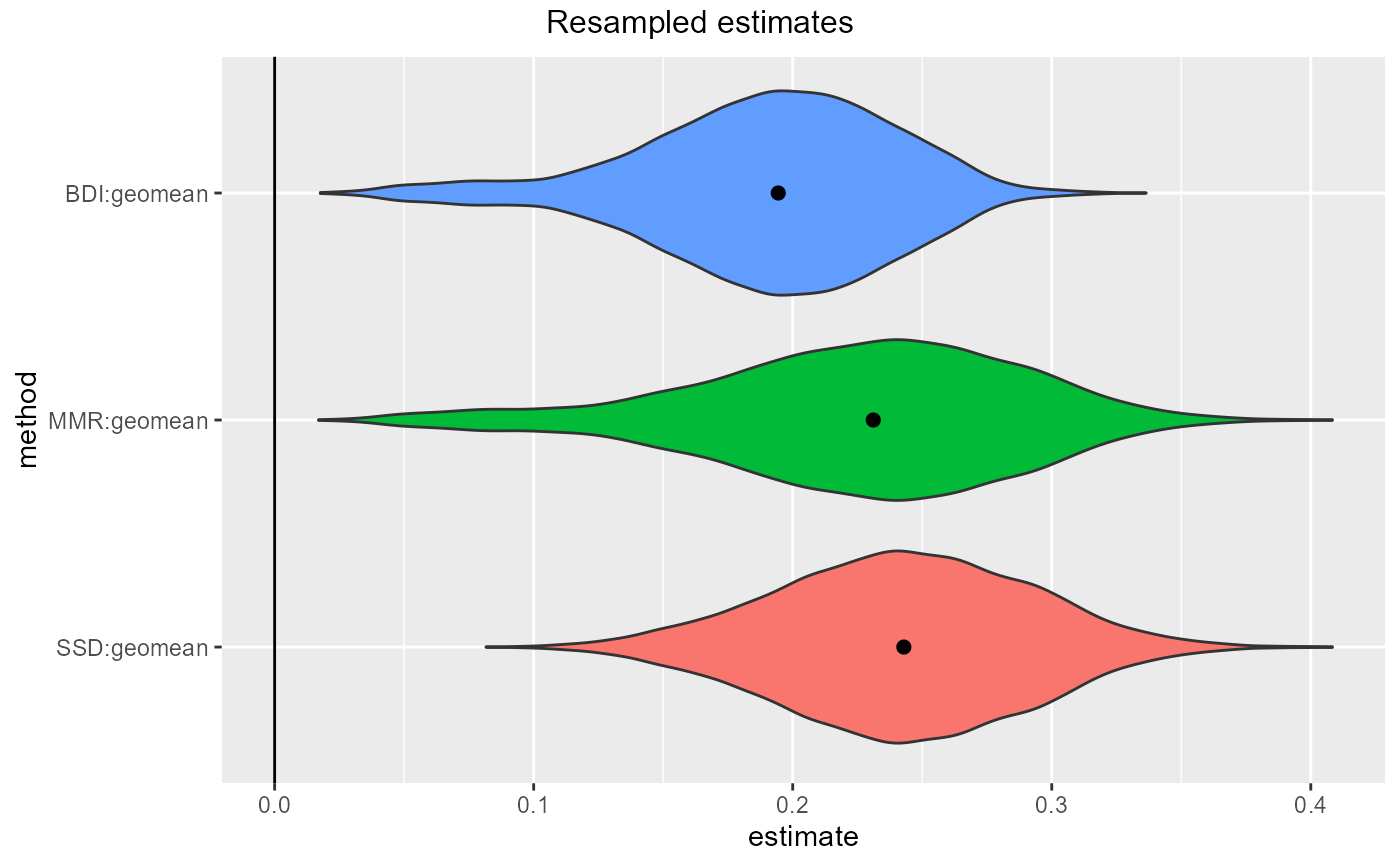 Resampled estimates
method
BDI:geomean
MMR:geomean
SSD:geomean
0.0 0.1 0.2 0.3 0.4
estimate